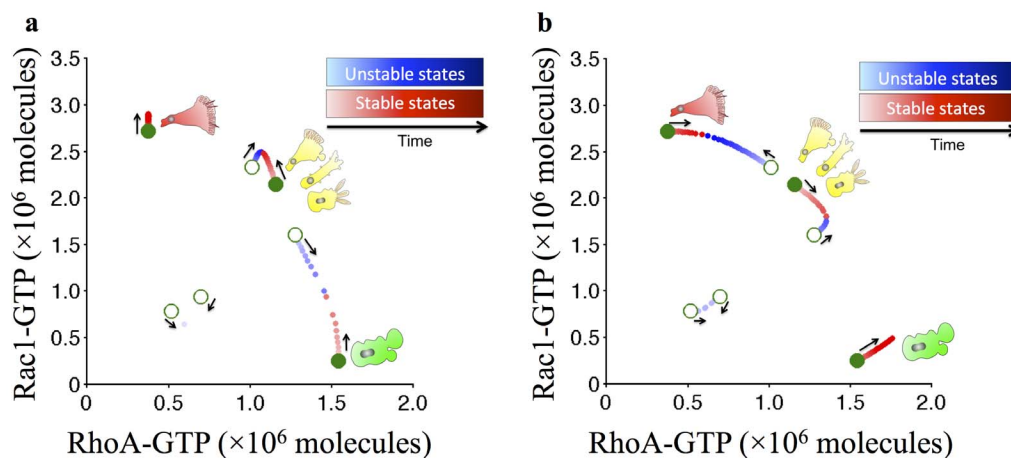 a
Rac1-GTP (×10⁶ molecules)
3.5
3.0
2.5
2.0
1.5
1.0
0.5
0
Unstable states
Stable states
Time
0 0.5 1.0 1.5 2.0
RhoA-GTP (×10⁶ molecules)
b
Rac1-GTP (×10⁶ molecules)
3.5
3.0
2.5
2.0
1.5
1.0
0.5
0
Unstable states
Stable states
Time
0 0.5 1.0 1.5 2.0
RhoA-GTP (×10⁶ molecules)